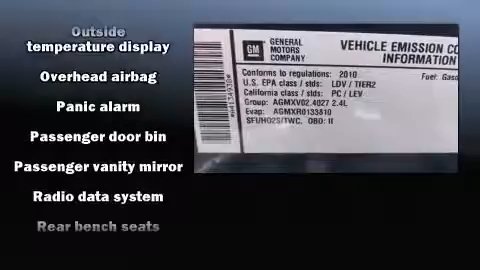 Outside
temperature display
Overhead airbag
Panic alarm
Passenger door bin
Passenger vanity mirror
Radio data system
Rear bench seats
GM
GENERAL
MOTORS
COMPANY
VEHICLE EMISSION CO
INFORMATION
Conforms to regulations: 2010
Fuel: Gaso
U.S. EPA class / stds: LDV / TIER2
California class / stds: PC / LEV
Group: AGMXV02.4027 2.4L
Evap: AGMXR0133810
SFI/HO2S/TWC, OBD: II